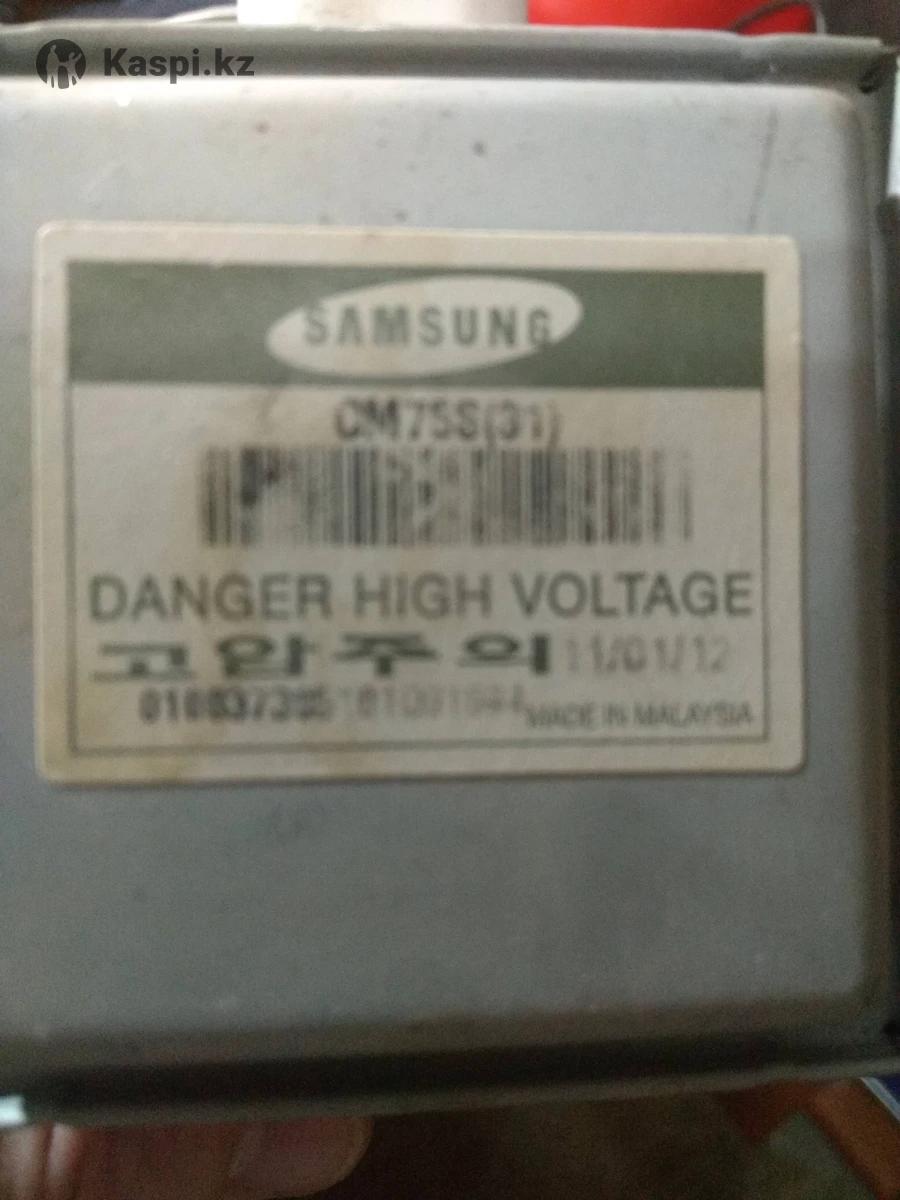 Kaspi.kz
SAMSUNG
OM75S(31)
DANGER HIGH VOLTAGE
고압주의 11/01/12
MADE IN MALAYSIA